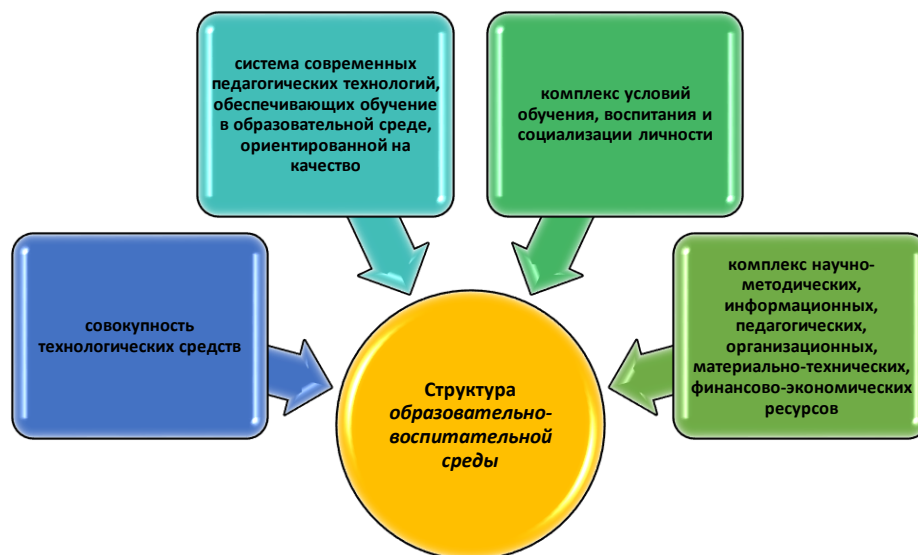 система современных
педагогических технологий,
обеспечивающих обучение
в образовательной среде,
ориентированной на
качество
комплекс условий
обучения, воспитания и
социализации личности
совокупность
технологических средств
комплекс научно-
методических,
информационных,
педагогических,
организационных,
материально-технических,
финансово-экономических
ресурсов
Структура
образовательно-
воспитательной
среды